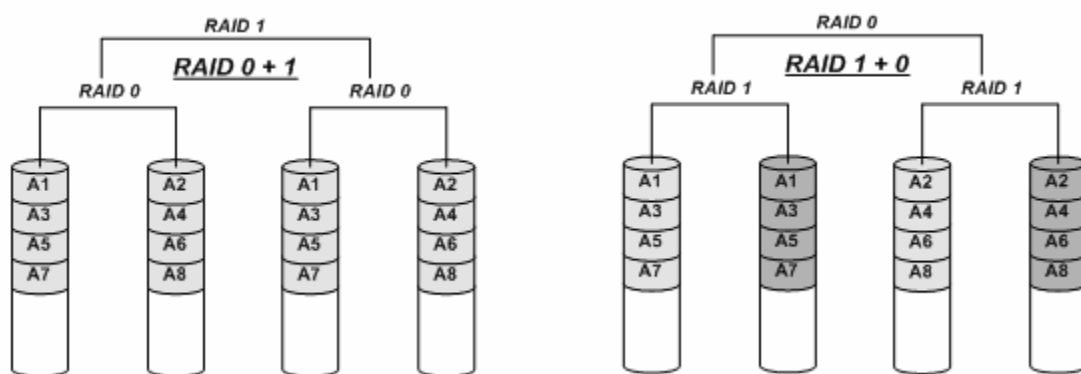 RAID 1
RAID 0 + 1
RAID 0
RAID 0
A1
A3
A5
A7
A2
A4
A6
A8
A1
A3
A5
A7
A2
A4
A6
A8
RAID 0
RAID 1 + 0
RAID 1
RAID 1
A1
A3
A5
A7
A1
A3
A5
A7
A2
A4
A6
A8
A2
A4
A6
A8